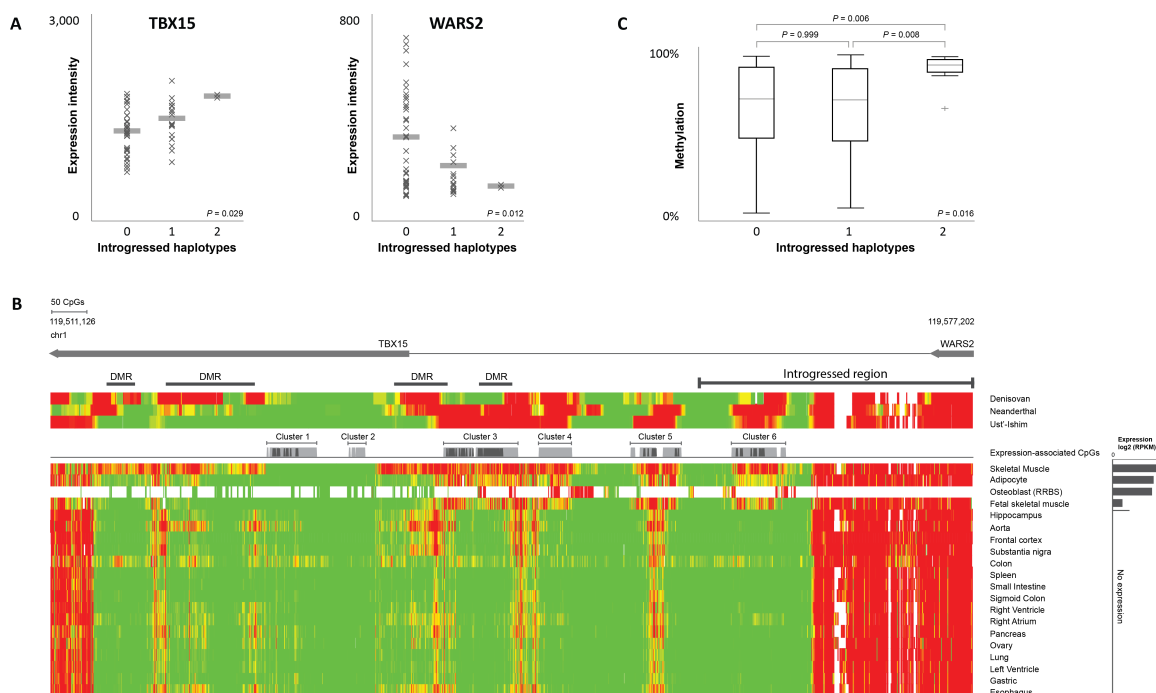 A
3,000
TBX15
Expression intensity
0
0 1 2
P = 0.029
Introgressed haplotypes
800
WARS2
Expression intensity
0
0 1 2
P = 0.012
Introgressed haplotypes
C
P = 0.006
P = 0.999
P = 0.008
100%
Methylation
0%
0 1 2
P = 0.016
Introgressed haplotypes
B
50 CpGs
119,511,126
119,577,202
chr1
TBX15
WARS2
DMR DMR DMR DMR
Introgressed region
Denisovan
Neanderthal
Ust'-Ishim
Cluster 1 Cluster 2 Cluster 3 Cluster 4 Cluster 5 Cluster 6
Expression-associated CpGs
Expression
log2 (RPKM)
0
Skeletal Muscle
Adipocyte
Osteoblast (RRBS)
Fetal skeletal muscle
Hippocampus
Aorta
Frontal cortex
Substantia nigra
Colon
Spleen
Small Intestine
Sigmoid Colon
Right Ventricle
Right Atrium
Pancreas
Ovary
Lung
Left Ventricle
Gastric
Esophagus
No expression